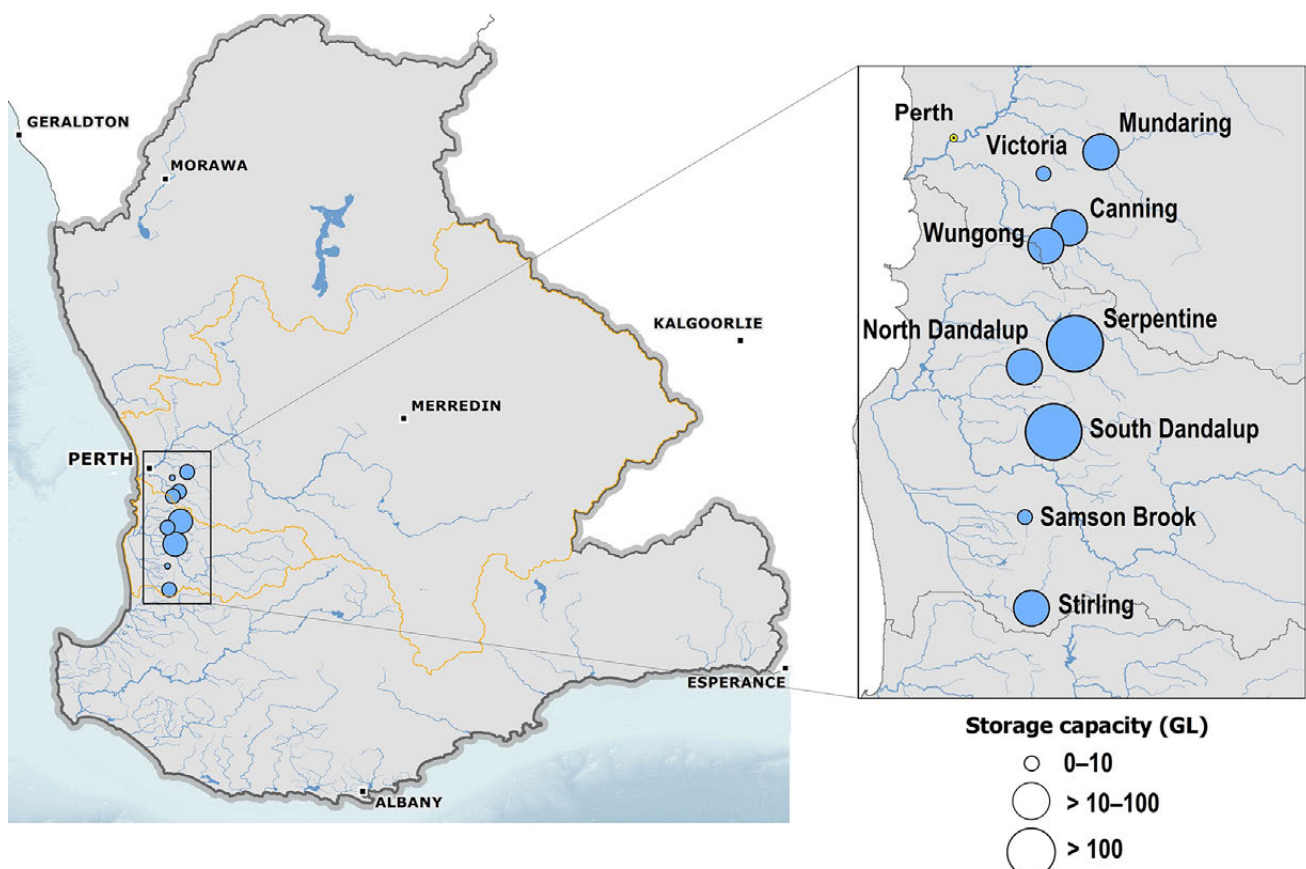 GERALDTON
MORAWA
KALGOORLIE
MERREDIN
PERTH
ESPERANCE
ALBANY
Perth
Mundaring
Victoria
Canning
Wungong
Serpentine
North Dandalup
South Dandalup
Samson Brook
Stirling
Storage capacity (GL)
0–10
> 10–100
> 100